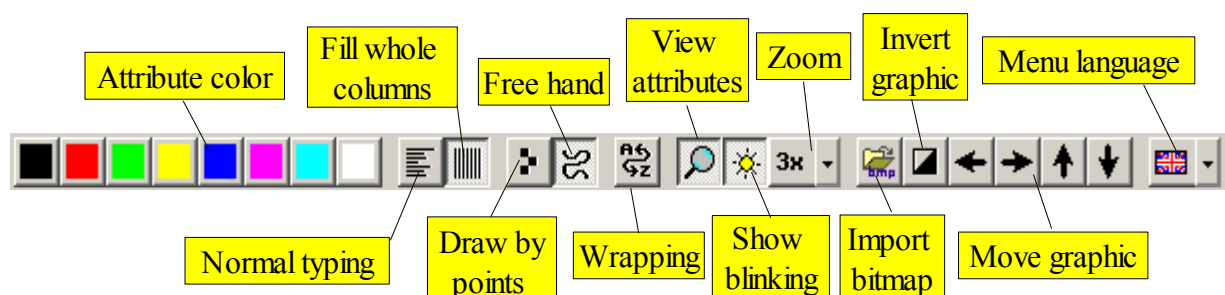 Attribute color
Fill whole
columns
Free hand
View
attributes
Zoom
Invert
graphic
Menu language
A
Z
3x
bmp
Normal typing
Draw by
points
Wrapping
Show
blinking
Import
bitmap
Move graphic